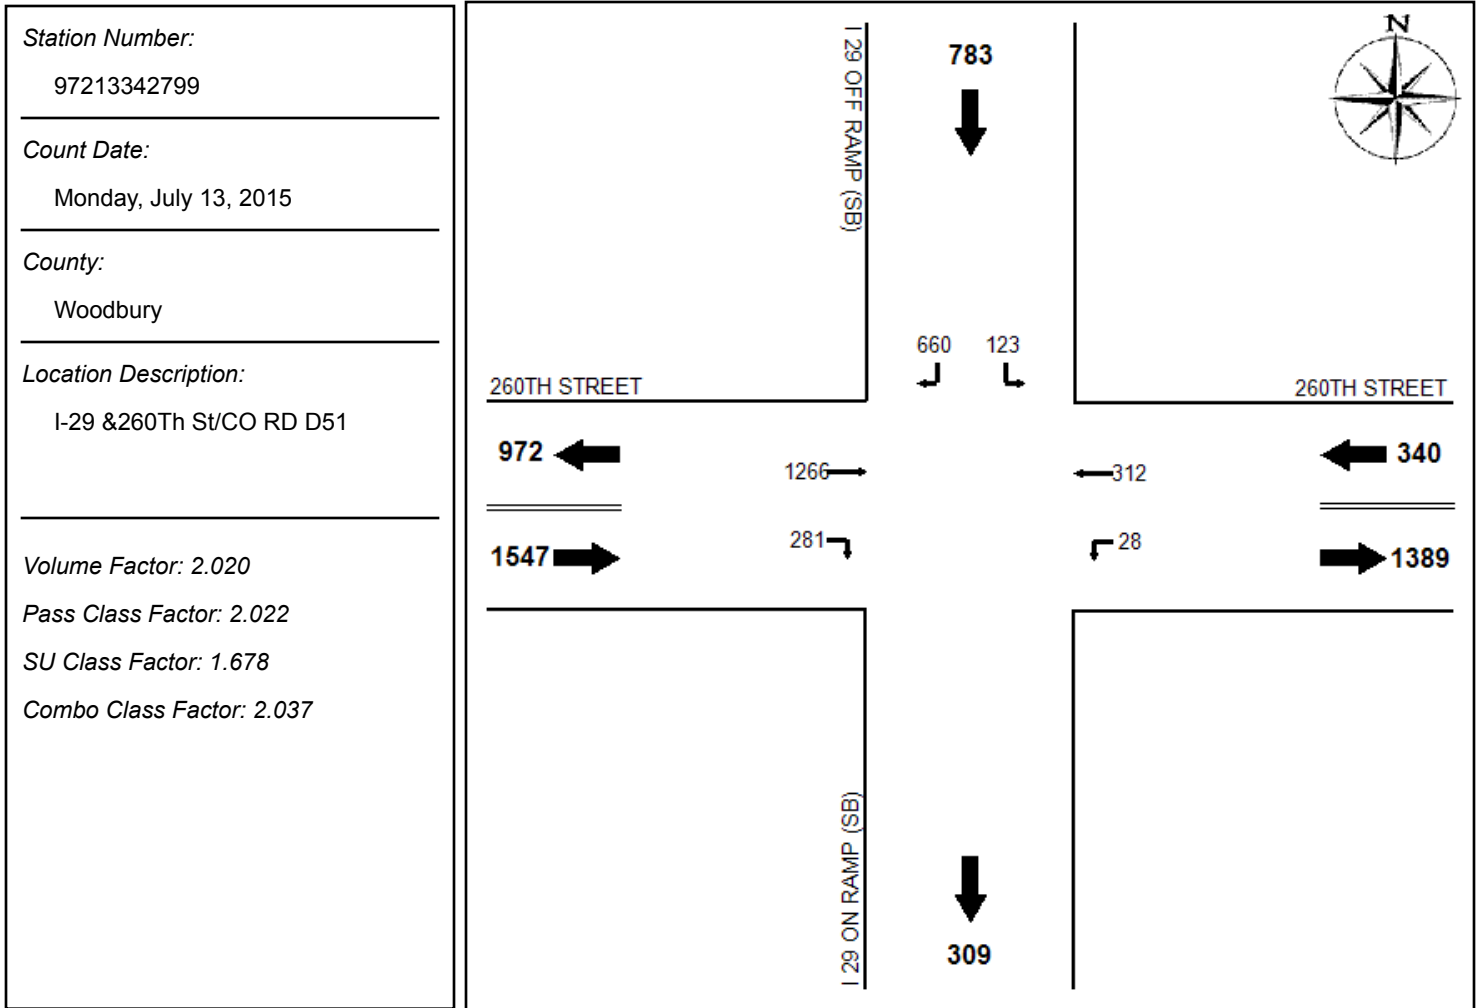 Station Number:
97213342799
Count Date:
Monday, July 13, 2015
County:
Woodbury
Location Description:
I-29 &260Th St/CO RD D51
Volume Factor: 2.020
Pass Class Factor: 2.022
SU Class Factor: 1.678
Combo Class Factor: 2.037
N
I 29 OFF RAMP (SB)
783
660 123
260TH STREET
260TH STREET
972
340
1266
312
281
28
1547
1389
I 29 ON RAMP (SB)
309